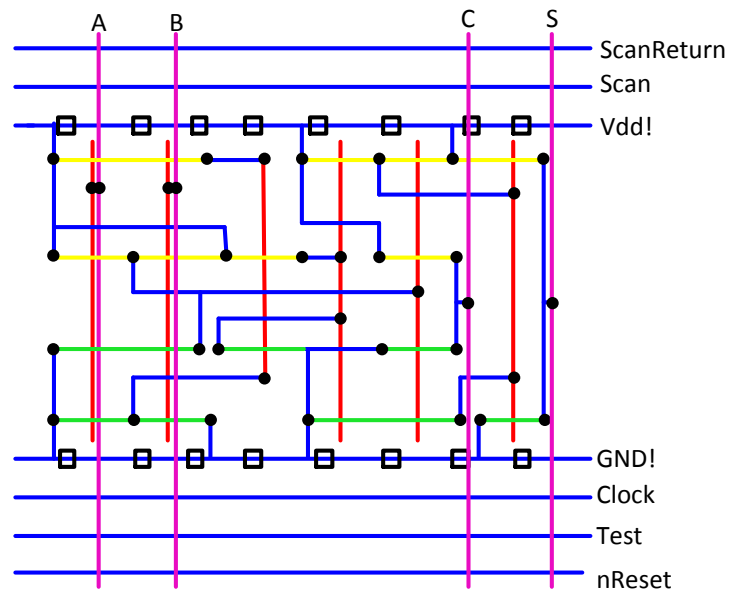 A B C S
ScanReturn
Scan
Vdd!
GND!
Clock
Test
nReset